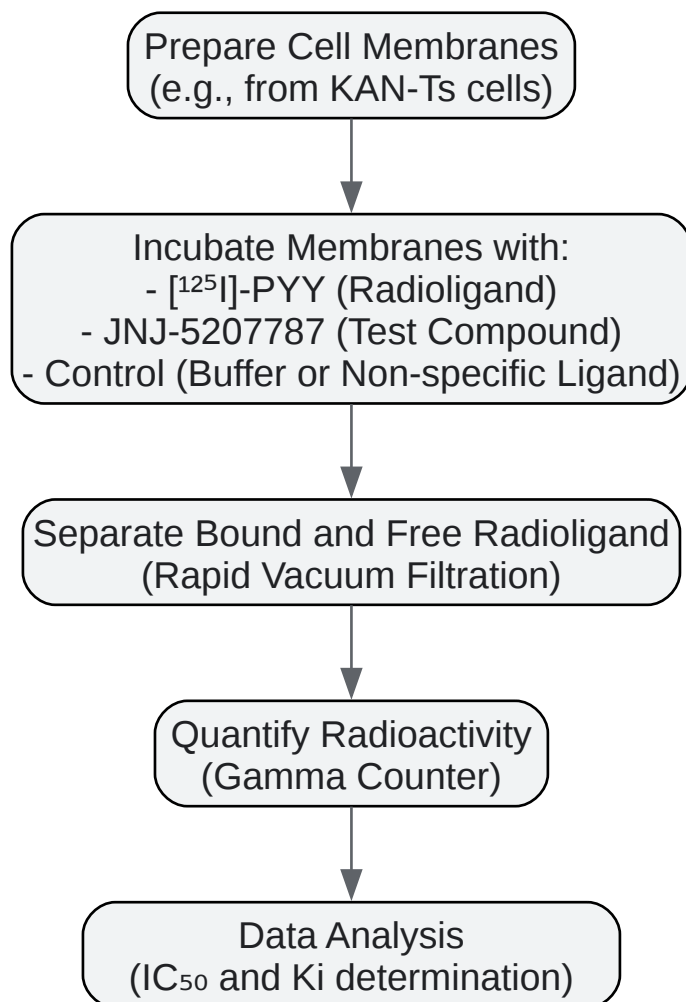 Prepare Cell Membranes
(e.g., from KAN-Ts cells)
Incubate Membranes with:
- [¹²⁵I]-PYY (Radioligand)
- JNJ-5207787 (Test Compound)
- Control (Buffer or Non-specific Ligand)
Separate Bound and Free Radioligand
(Rapid Vacuum Filtration)
Quantify Radioactivity
(Gamma Counter)
Data Analysis
(IC₅₀ and Ki determination)